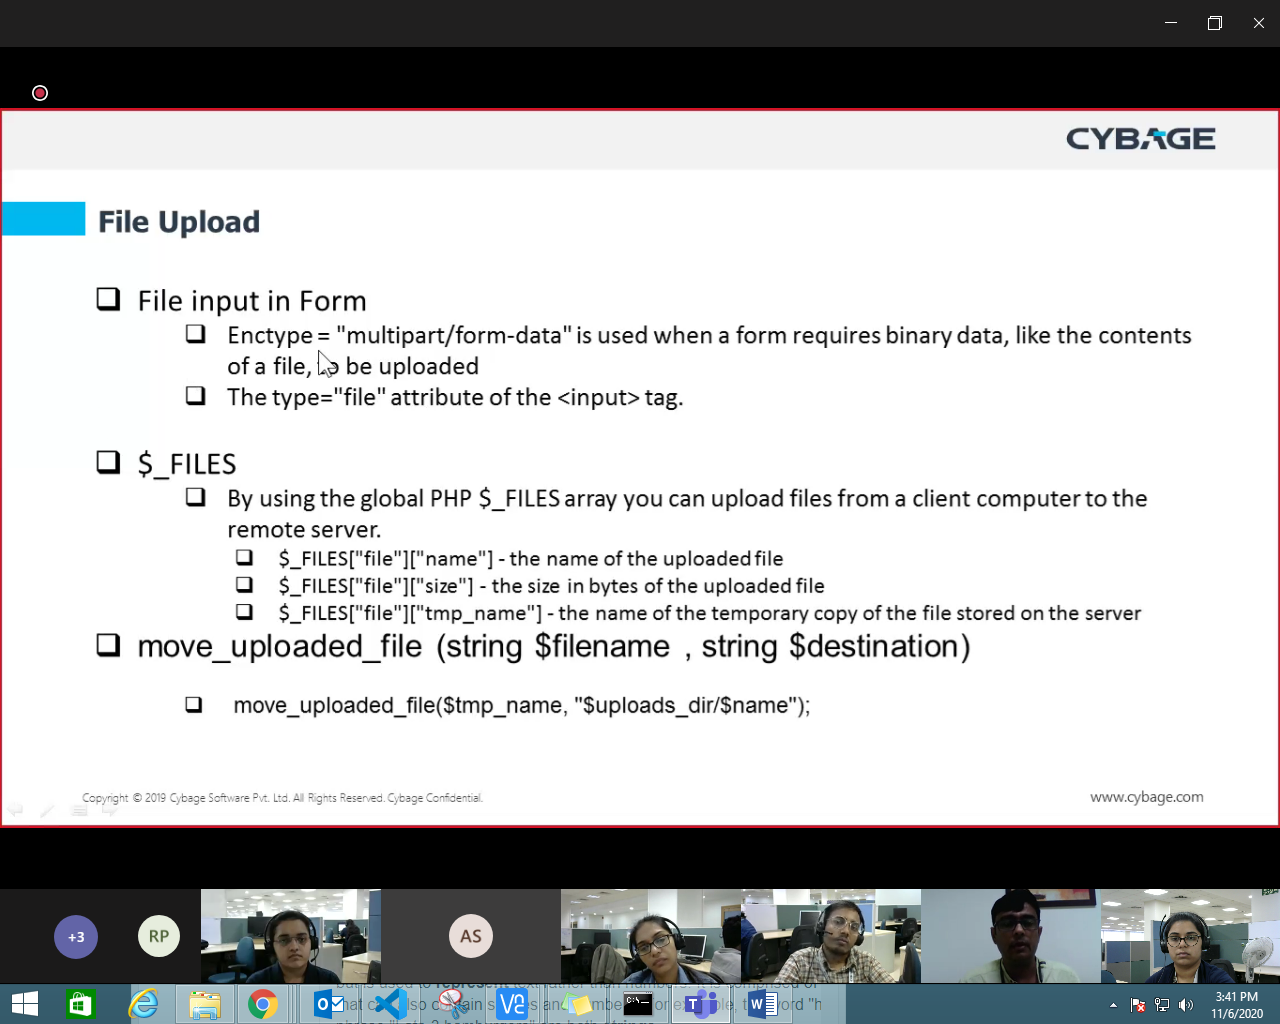 CYBAGE
File Upload
File input in Form
Enctype = "multipart/form-data" is used when a form requires binary data, like the contents
of a file, to be uploaded
The type="file" attribute of the <input> tag.
$_FILES
By using the global PHP $_FILES array you can upload files from a client computer to the
remote server.
$_FILES["file"]["name"] - the name of the uploaded file
$_FILES["file"]["size"] - the size in bytes of the uploaded file
$_FILES["file"]["tmp_name"] - the name of the temporary copy of the file stored on the server
move_uploaded_file (string $filename , string $destination)
move_uploaded_file($tmp_name, "$uploads_dir/$name");
Copyright © 2019 Cybage Software Pvt. Ltd. All Rights Reserved. Cybage Confidential.
www.cybage.com
+3
RP
AS
3:41 PM
11/6/2020